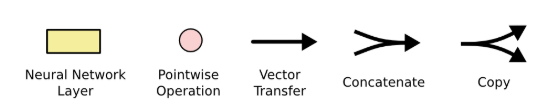 Neural Network
Layer
Pointwise
Operation
Vector
Transfer
Concatenate
Copy